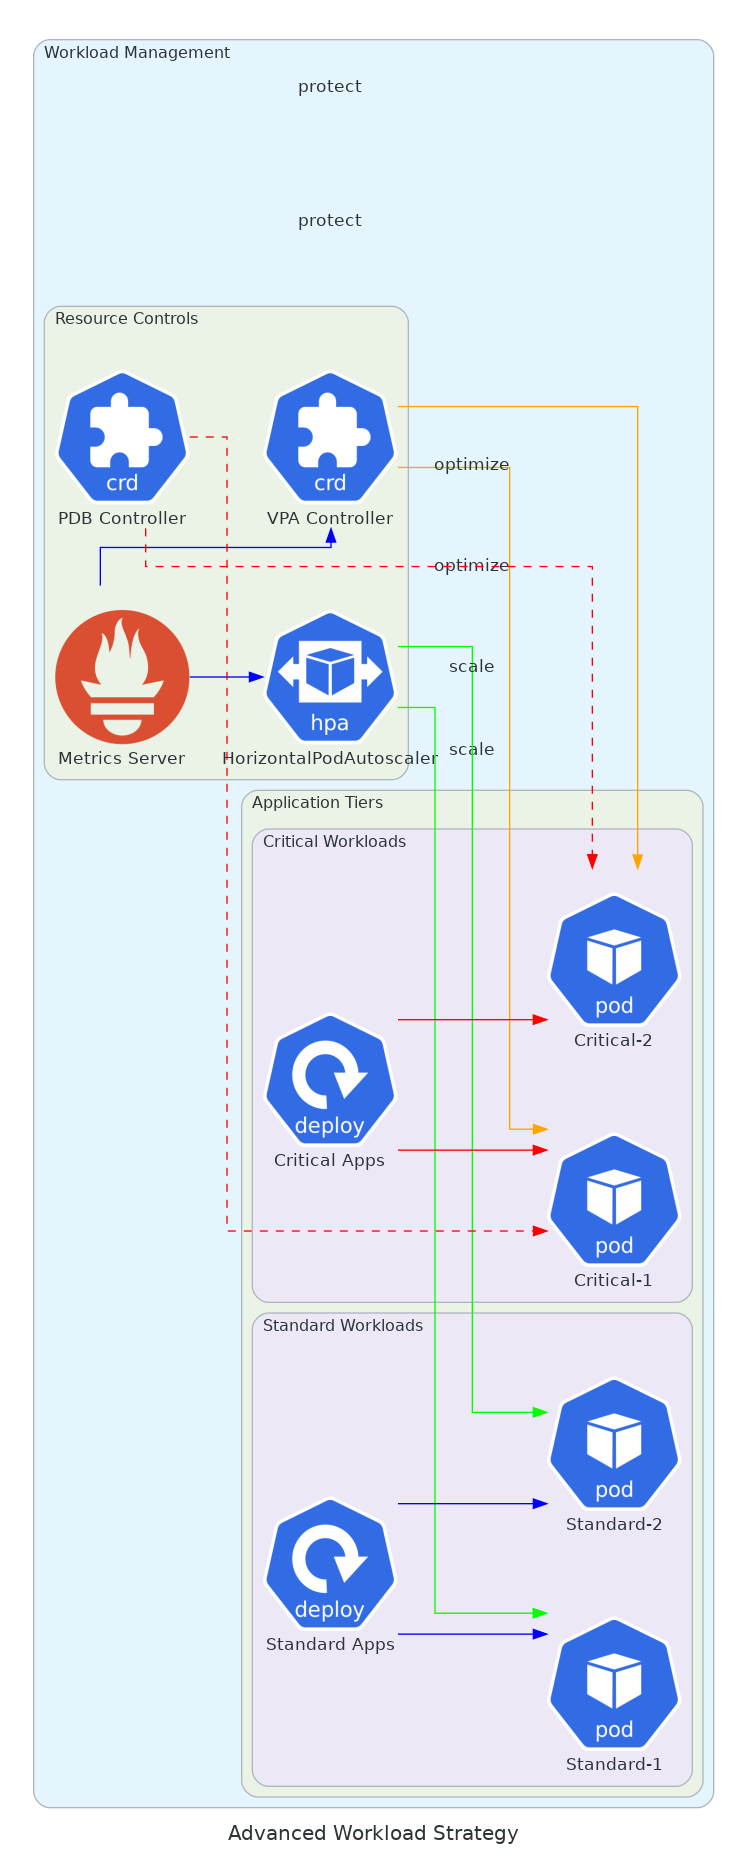 Workload Management
protect
protect
Resource Controls
crd
PDB Controller
crd
VPA Controller
optimize
optimize
Metrics Server
hpa
HorizontalPodAutoscaler
scale
scale
Application Tiers
Critical Workloads
pod
Critical-2
deploy
Critical Apps
pod
Critical-1
Standard Workloads
pod
Standard-2
deploy
Standard Apps
pod
Standard-1
Advanced Workload Strategy